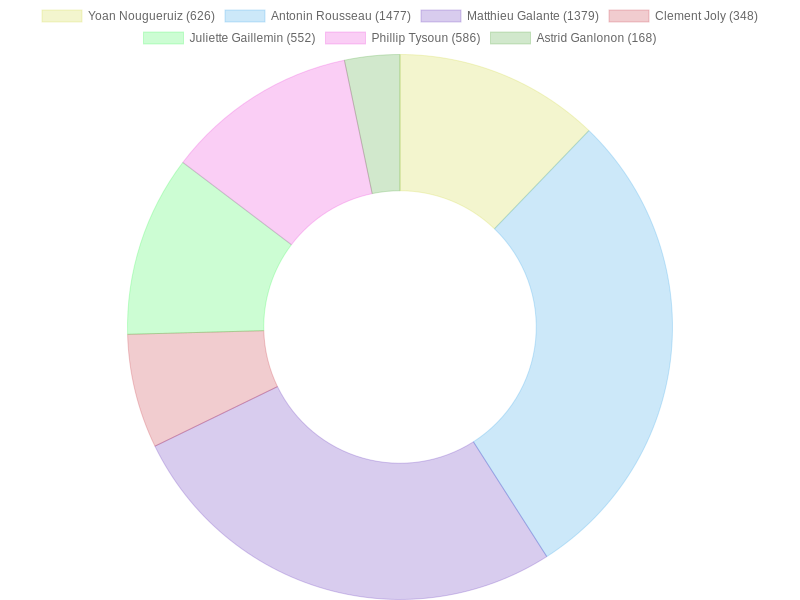 Yoan Nougueruiz (626) Antonin Rousseau (1477) Matthieu Galante (1379) Clement Joly (348)
Juliette Gaillemin (552) Phillip Tysoun (586) Astrid Ganlonon (168)